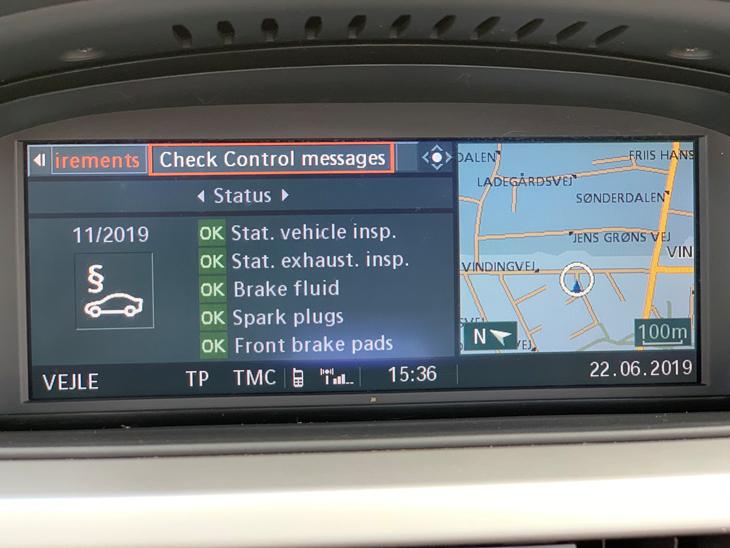 irements Check Control messages
Status
11/2019
§
OK Stat. vehicle insp.
OK Stat. exhaust. insp.
OK Brake fluid
OK Spark plugs
OK Front brake pads
DALEN
FRIIS HANS
LADEGÅRDSVEJ
SØNDERDALEN
JENS GRØNS VEJ
VIN
VINDINGVEJ
N
VEJ
100m
VEJLE TP TMC 15:36 22.06.2019